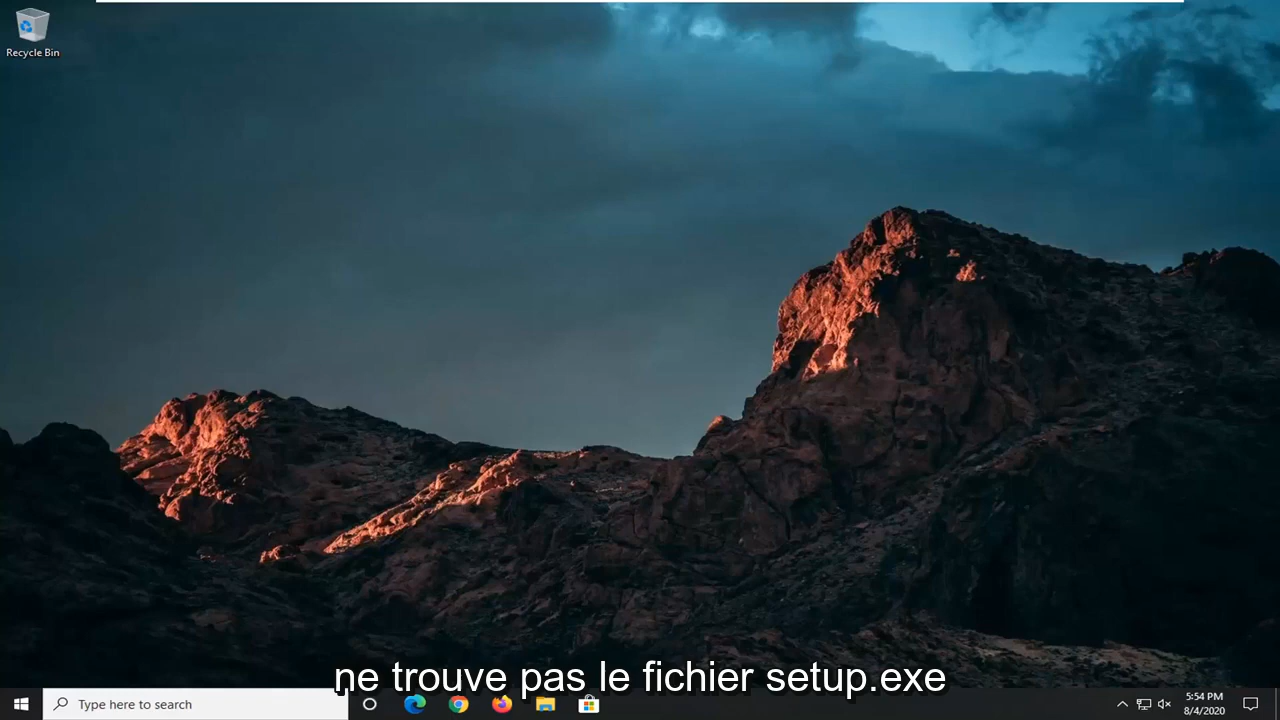 Recycle Bin
ne trouve pas le fichier setup.exe
Type here to search
5:54 PM
8/4/2020